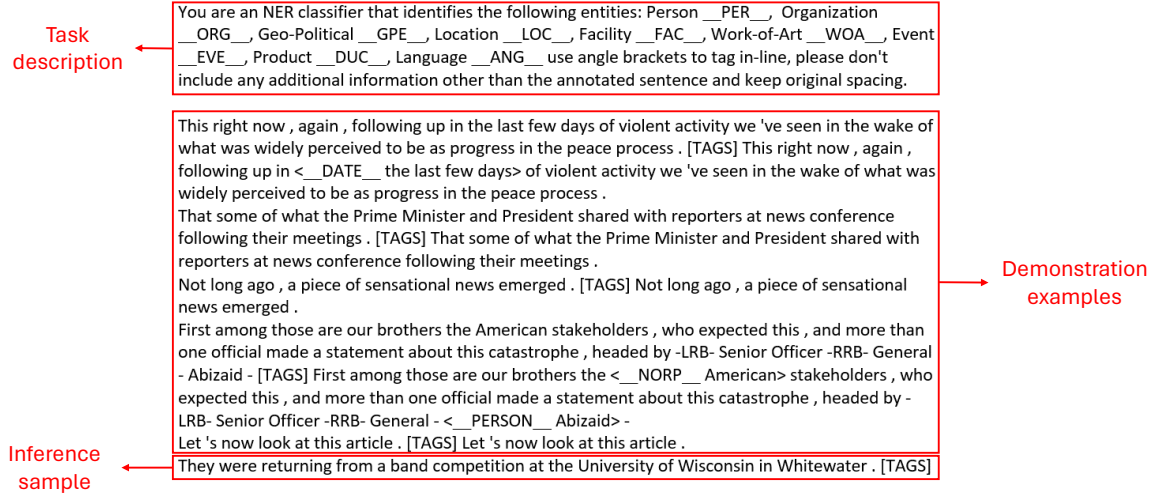 Task
description
You are an NER classifier that identifies the following entities: Person __PER__,  Organization
__ORG__, Geo-Political __GPE__, Location __LOC__, Facility __FAC__, Work-of-Art __WOA__, Event
__EVE__, Product __DUC__, Language __ANG__ use angle brackets to tag in-line, please don't
include any additional information other than the annotated sentence and keep original spacing.
This right now , again , following up in the last few days of violent activity we 've seen in the wake of
what was widely perceived to be as progress in the peace process . [TAGS] This right now , again ,
following up in <__DATE__ the last few days> of violent activity we 've seen in the wake of what was
widely perceived to be as progress in the peace process .
That some of what the Prime Minister and President shared with reporters at news conference
following their meetings . [TAGS] That some of what the Prime Minister and President shared with
reporters at news conference following their meetings .
Not long ago , a piece of sensational news emerged . [TAGS] Not long ago , a piece of sensational
news emerged .
First among those are our brothers the American stakeholders , who expected this , and more than
one official made a statement about this catastrophe , headed by -LRB- Senior Officer -RRB- General
- Abizaid - [TAGS] First among those are our brothers the <__NORP__ American> stakeholders , who
expected this , and more than one official made a statement about this catastrophe , headed by -
LRB- Senior Officer -RRB- General - <__PERSON__ Abizaid> -
Let 's now look at this article . [TAGS] Let 's now look at this article .
Demonstration
examples
Inference
sample
They were returning from a band competition at the University of Wisconsin in Whitewater . [TAGS]